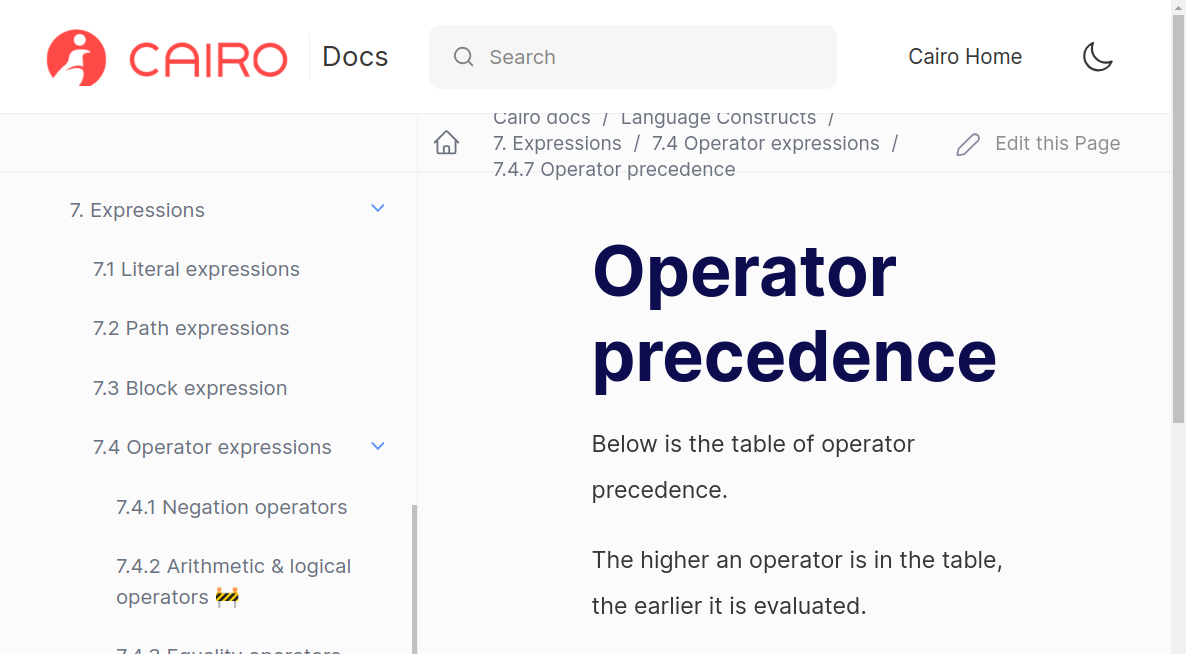 CAIRO Docs Search Cairo Home
Cairo docs / Language Constructs /
7. Expressions / 7.4 Operator expressions / Edit this Page
7.4.7 Operator precedence
7. Expressions
7.1 Literal expressions
7.2 Path expressions
7.3 Block expression
7.4 Operator expressions
7.4.1 Negation operators
7.4.2 Arithmetic & logical
operators 🚧
7.4.3 Equality operators
Operator
precedence
Below is the table of operator
precedence.
The higher an operator is in the table,
the earlier it is evaluated.